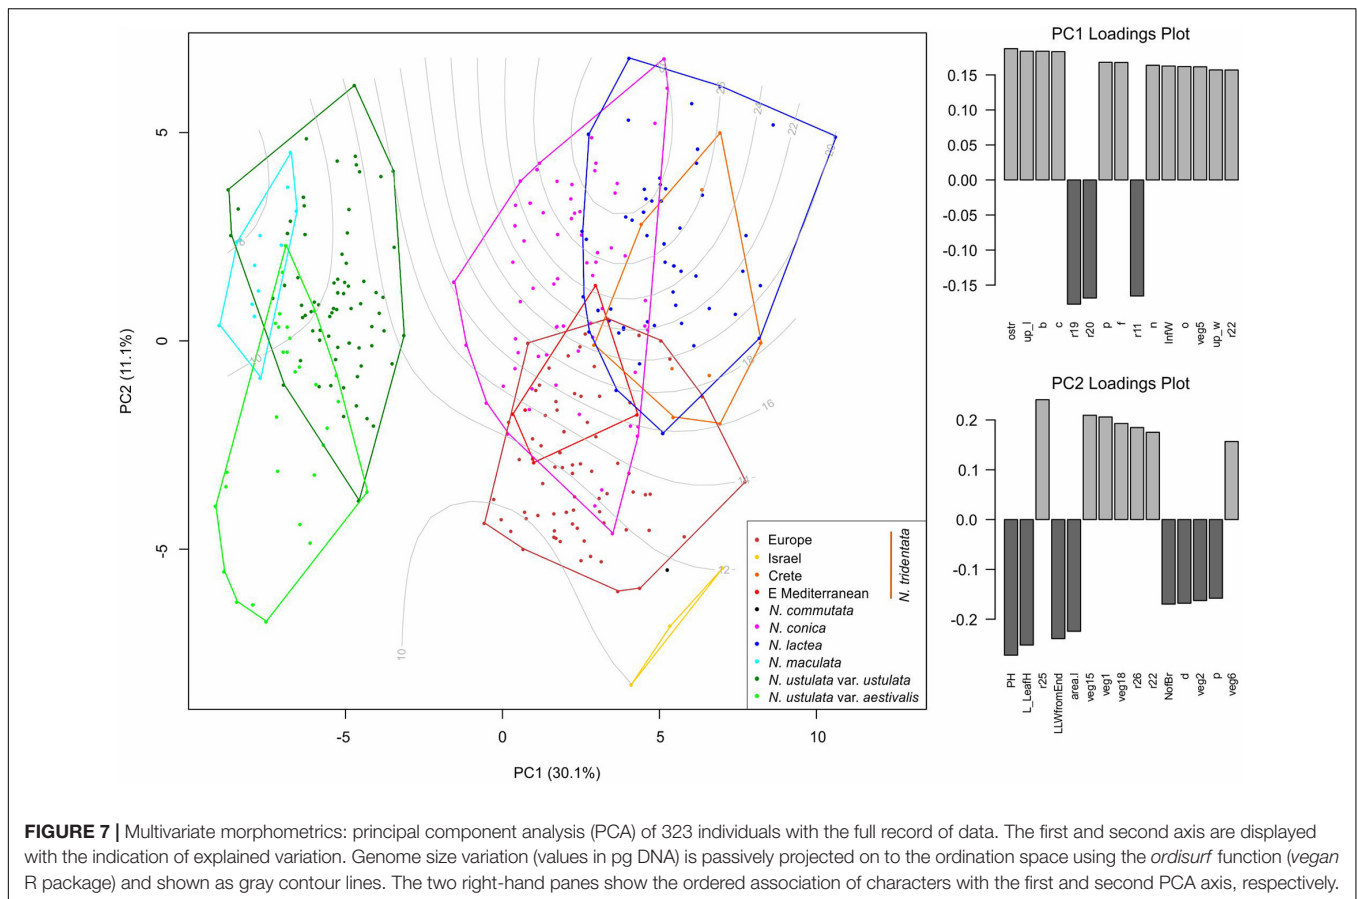 PC2 (11.1%)
5
0
-5
-5
0
5
10
PC1 (30.1%)
8
10
10
30
26
24
22
20
18
16
14
12
Europe
Israel
Crete
E Mediterranean
N. tridentata
N. commutata
N. conica
N. lactea
N. maculata
N. ustulata var. ustulata
N. ustulata var. aestivalis
PC1 Loadings Plot
0.15
0.10
0.05
0.00
-0.05
-0.10
-0.15
ostr
up_l
b
c
r19
r20
p
f
r11
n
InfW
o
veg5
up_w
r22
PC2 Loadings Plot
0.2
0.1
0.0
-0.1
-0.2
PH
L_LeafH
r25
LLWfromEnd
area.l
veg15
veg1
veg18
r26
r22
NofBr
d
veg2
p
veg6
FIGURE 7 | Multivariate morphometrics: principal component analysis (PCA) of 323 individuals with the full record of data. The first and second axis are displayed
with the indication of explained variation. Genome size variation (values in pg DNA) is passively projected on to the ordination space using the ordisurf function (vegan
R package) and shown as gray contour lines. The two right-hand panes show the ordered association of characters with the first and second PCA axis, respectively.